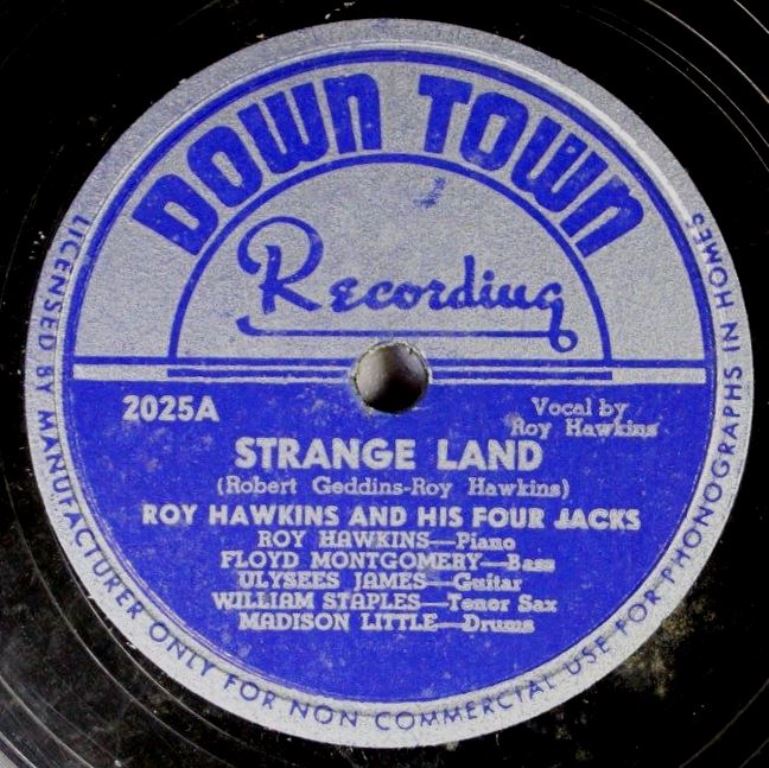 DOWN TOWN
Recording
2025A
Vocal by
Roy Hawkins
STRANGE LAND
(Robert Geddins-Roy Hawkins)
ROY HAWKINS AND HIS FOUR JACKS
ROY HAWKINS—Piano
FLOYD MONTGOMERY—Bass
ULYSEES JAMES—Guitar
WILLIAM STAPLES—Tenor Sax
MADISON LITTLE—Drums
LICENSED BY MANUFACTURER ONLY FOR NON COMMERCIAL USE FOR PHONOGRAPHS IN HOMES